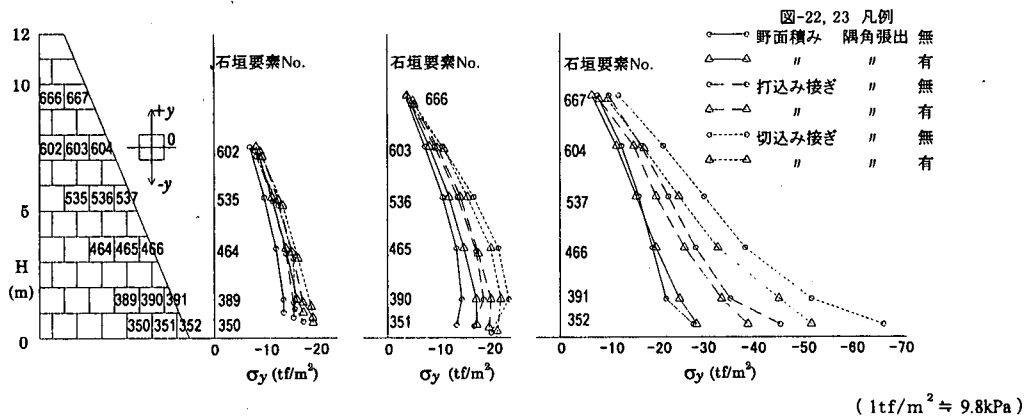 図-22, 23 凡例
野面積み 隅角張出 無
〃 〃 有
打込み接ぎ 〃 無
〃 〃 有
切込み接ぎ 〃 無
〃 〃 有
12
10
5
H
(m)
0
666 667
602 603 604
535 536 537
464 465 466
389 390 391
350 351 352
+y
0
-y
石垣要素No.
602
535
464
389
350
0 -10 -20
σy (tf/m²)
石垣要素No.
666
603
536
465
390
351
0 -10 -20
σy (tf/m²)
石垣要素No.
667
604
537
466
391
352
0 -10 -20 -30 -40 -50 -60 -70
σy (tf/m²)
( 1tf/m² ≒ 9.8kPa )